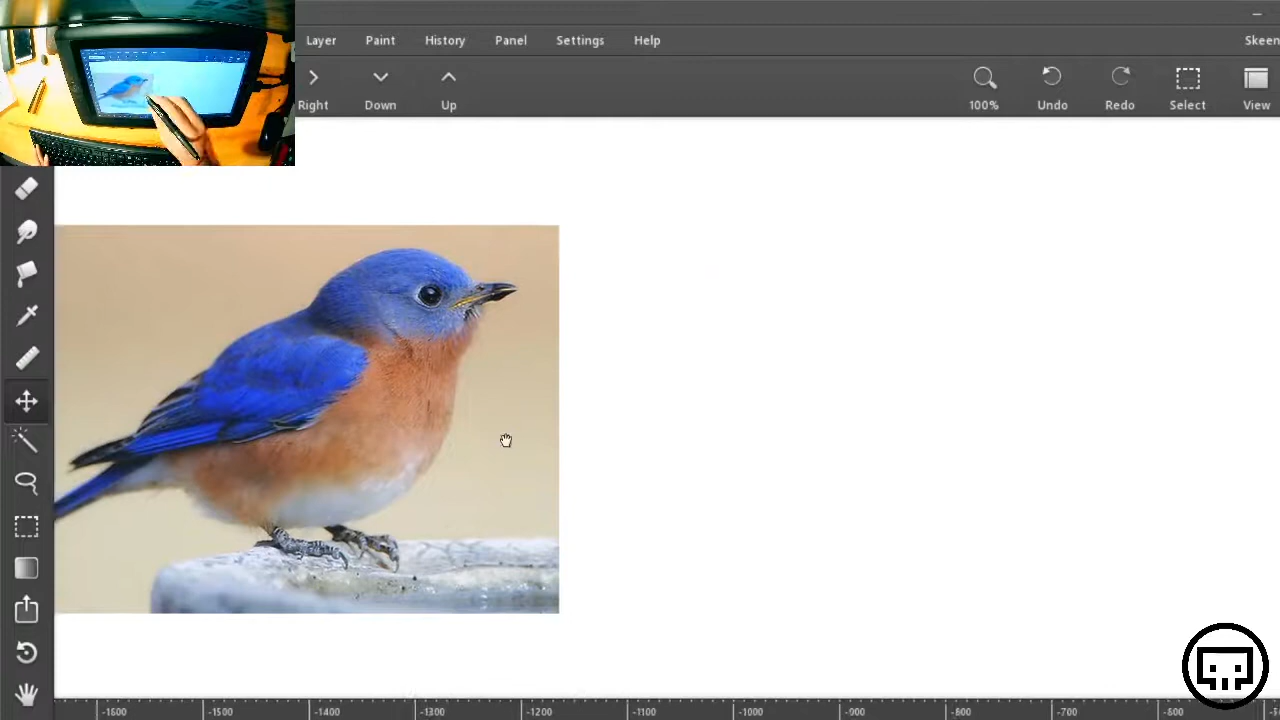 Layer Paint History Panel Settings Help Skeen
Right Down Up 100% Undo Redo Select View
-1600 -1500 -1400 -1300 -1200 -1100 -1000 -900 -800 -700 -600